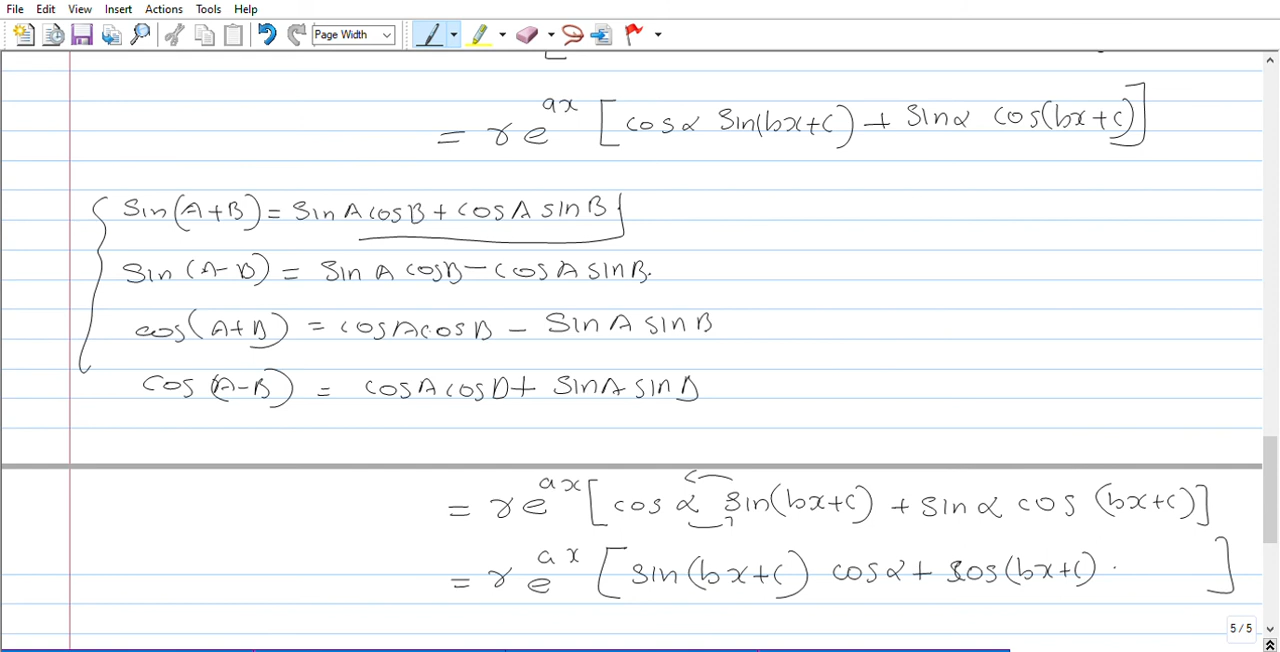 File Edit View Insert Actions Tools Help
Page Width
= r e^{ax} [cos α sin(bx+c) + sin α cos(bx+c)]
Sin(A+B) = sin A cos B + cos A sin B
sin (A-B) = sin A cos B - cos A sin B.
cos(A+B) = cos A cos B - sin A sin B
cos (A-B) = cos A cos B + sin A sin B
= r e^{ax} [cos α sin(bx+c) + sin α cos (bx+c)]
= r e^{ax} [sin(bx+c) cos α + cos(bx+c) · ]
5 / 5